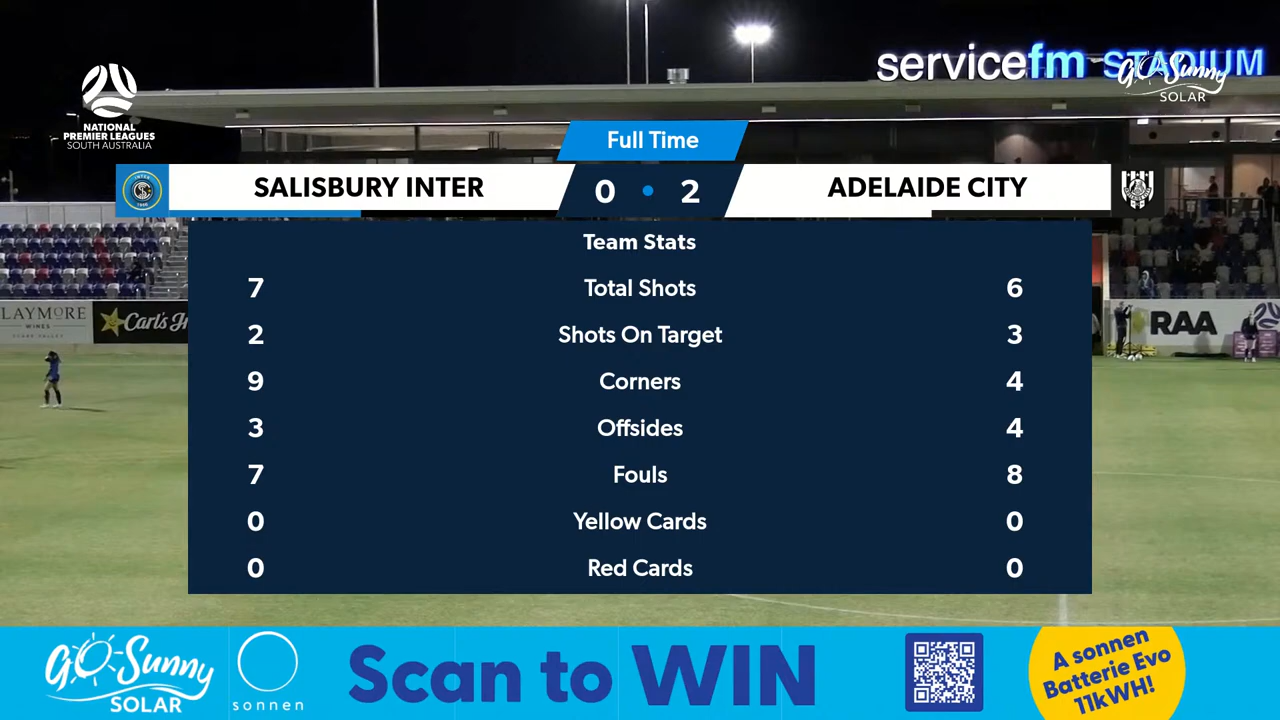 servicefm STADIUM
GO Sunny
SOLAR
NATIONAL
PREMIER LEAGUES
SOUTH AUSTRALIA
Full Time
SALISBURY INTER
0 • 2
ADELAIDE CITY
Team Stats
7 Total Shots 6
2 Shots On Target 3
9 Corners 4
3 Offsides 4
7 Fouls 8
0 Yellow Cards 0
0 Red Cards 0
LAYMORE
WINES
Carl's Jr
RAA
GO Sunny
SOLAR
sonnen
Scan to WIN
A sonnen
Batterie Evo
11kWH!